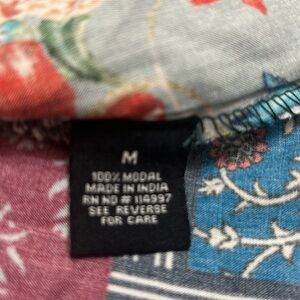 M
100% MODAL
MADE IN INDIA
RN NO # 114997
SEE REVERSE
FOR CARE